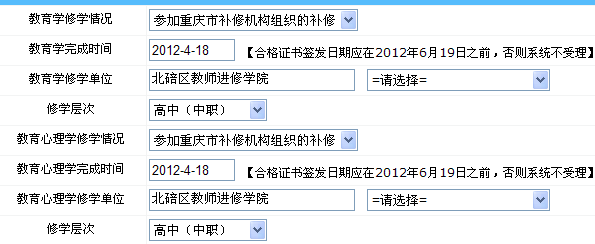 教育学修学情况 参加重庆市补修机构组织的补修
教育学完成时间 2012-4-18 【合格证书签发日期应在2012年6月19日之前，否则系统不受理】
教育学修学单位 北碚区教师进修学院 =请选择=
修学层次 高中（中职）
教育心理学修学情况 参加重庆市补修机构组织的补修
教育心理学完成时间 2012-4-18 【合格证书签发日期应在2012年6月19日之前，否则系统不受理】
教育心理学修学单位 北碚区教师进修学院 =请选择=
修学层次 高中（中职）